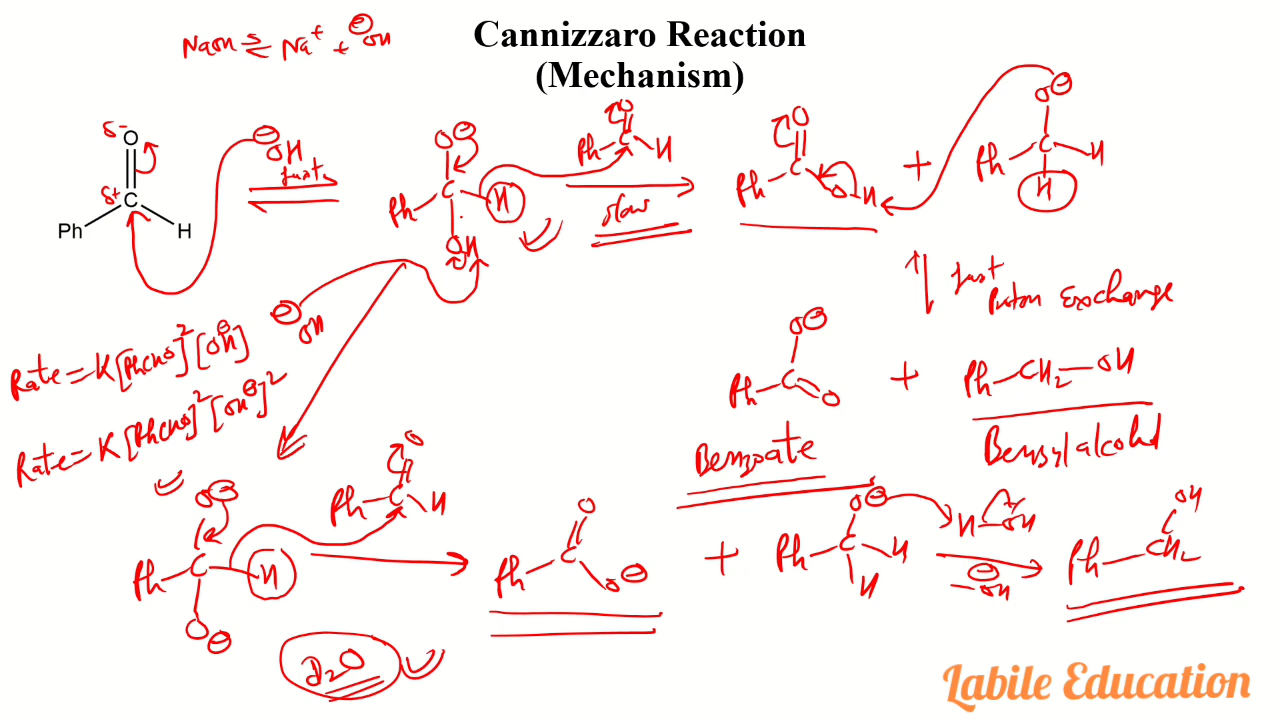 Cannizzaro Reaction
(Mechanism)
NaOH ⇌ Na⁺ + ⊖OH
δ⁻ O
δ⁺ C
Ph H
⊖OH
fast
O⊖
Ph C H
OH
O
Ph C H
slow
O
Ph C O-H
+
O⊖
Ph C H
H
fast
Proton Exchange
⊖OH
Rate = K[PhCHO]²[OH⊖]
Rate = K[PhCHO]²[OH⊖]²
O⊖
Ph C O
+
Ph-CH₂-OH
Benzoate
Benzylalcohol
O⊖
Ph C H
O⊖
O
Ph C H
O
Ph C O⊖
+
O⊖
Ph C H
H
H-OH
-⊖OH
OH
Ph CH₂
D₂O
Labile Education